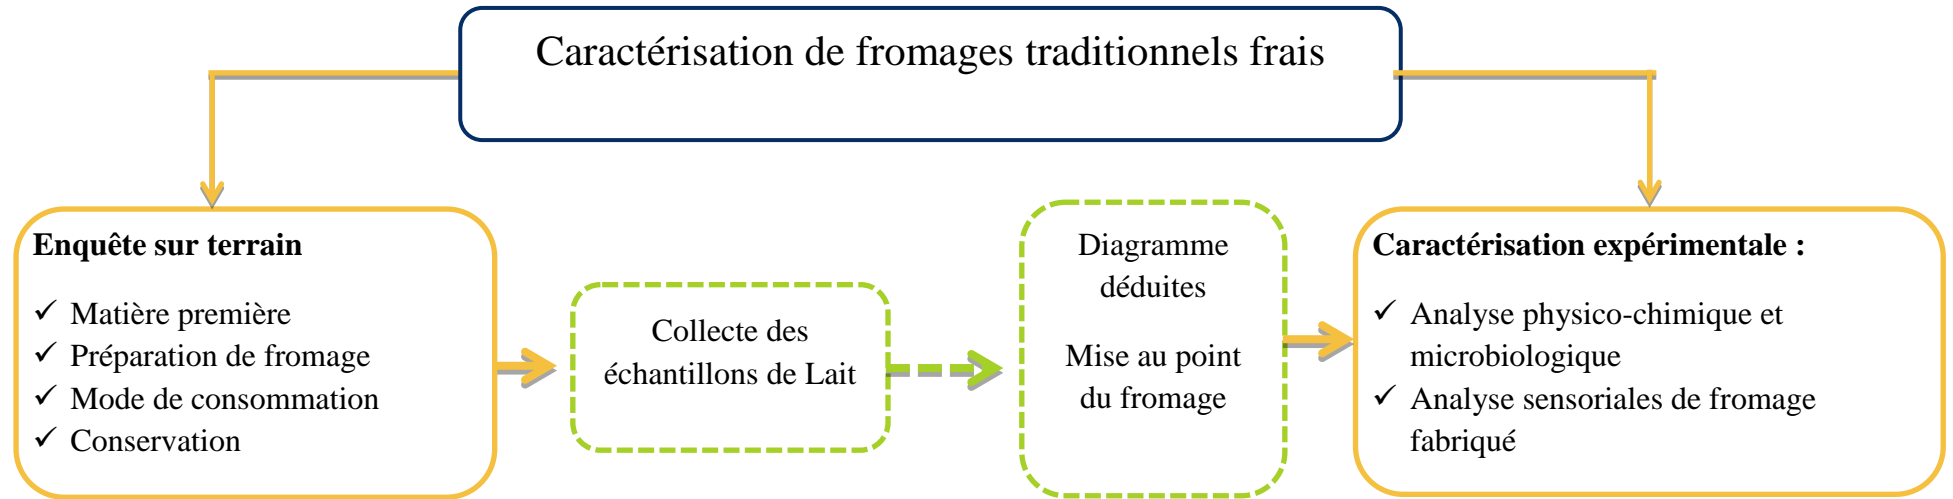 Caractérisation de fromages traditionnels frais
Enquête sur terrain
✓ Matière première
✓ Préparation de fromage
✓ Mode de consommation
✓ Conservation
Collecte des
échantillons de Lait
Diagramme
déduites
Mise au point
du fromage
Caractérisation expérimentale :
✓ Analyse physico-chimique et
microbiologique
✓ Analyse sensoriales de fromage
fabriqué